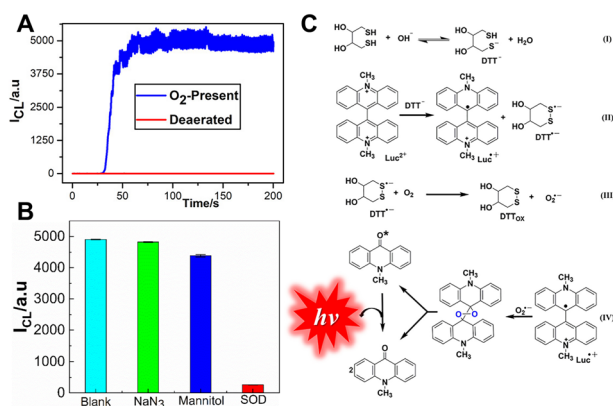 A
I_CL/a.u
5000
3750
2500
1250
0
O₂-Present
Deaerated
0
50
100
150
200
Time/s
B
I_CL/a.u
5000
4000
3000
2000
1000
0
Blank
NaN₃
Mannitol
SOD
C
HO
HO
SH
SH
+ OH⁻
HO
HO
SH
S⁻
DTT⁻
+ H₂O
(I)
CH₃
N
+
N
+
CH₃
Luc²⁺
DTT⁻
CH₃
N
+
•
N
CH₃
Luc•+
+
HO
HO
S
S
•−
DTT•−
(II)
HO
HO
S
S
•−
DTT•−
+ O₂
HO
HO
S
S
DTT_OX
+ O₂•−
(III)
O*
N
CH₃
hν
CH₃
N
O
O
N
CH₃
O₂•−
CH₃
N
•
N
+
CH₃
Luc•+
(IV)
O
2
N
CH₃